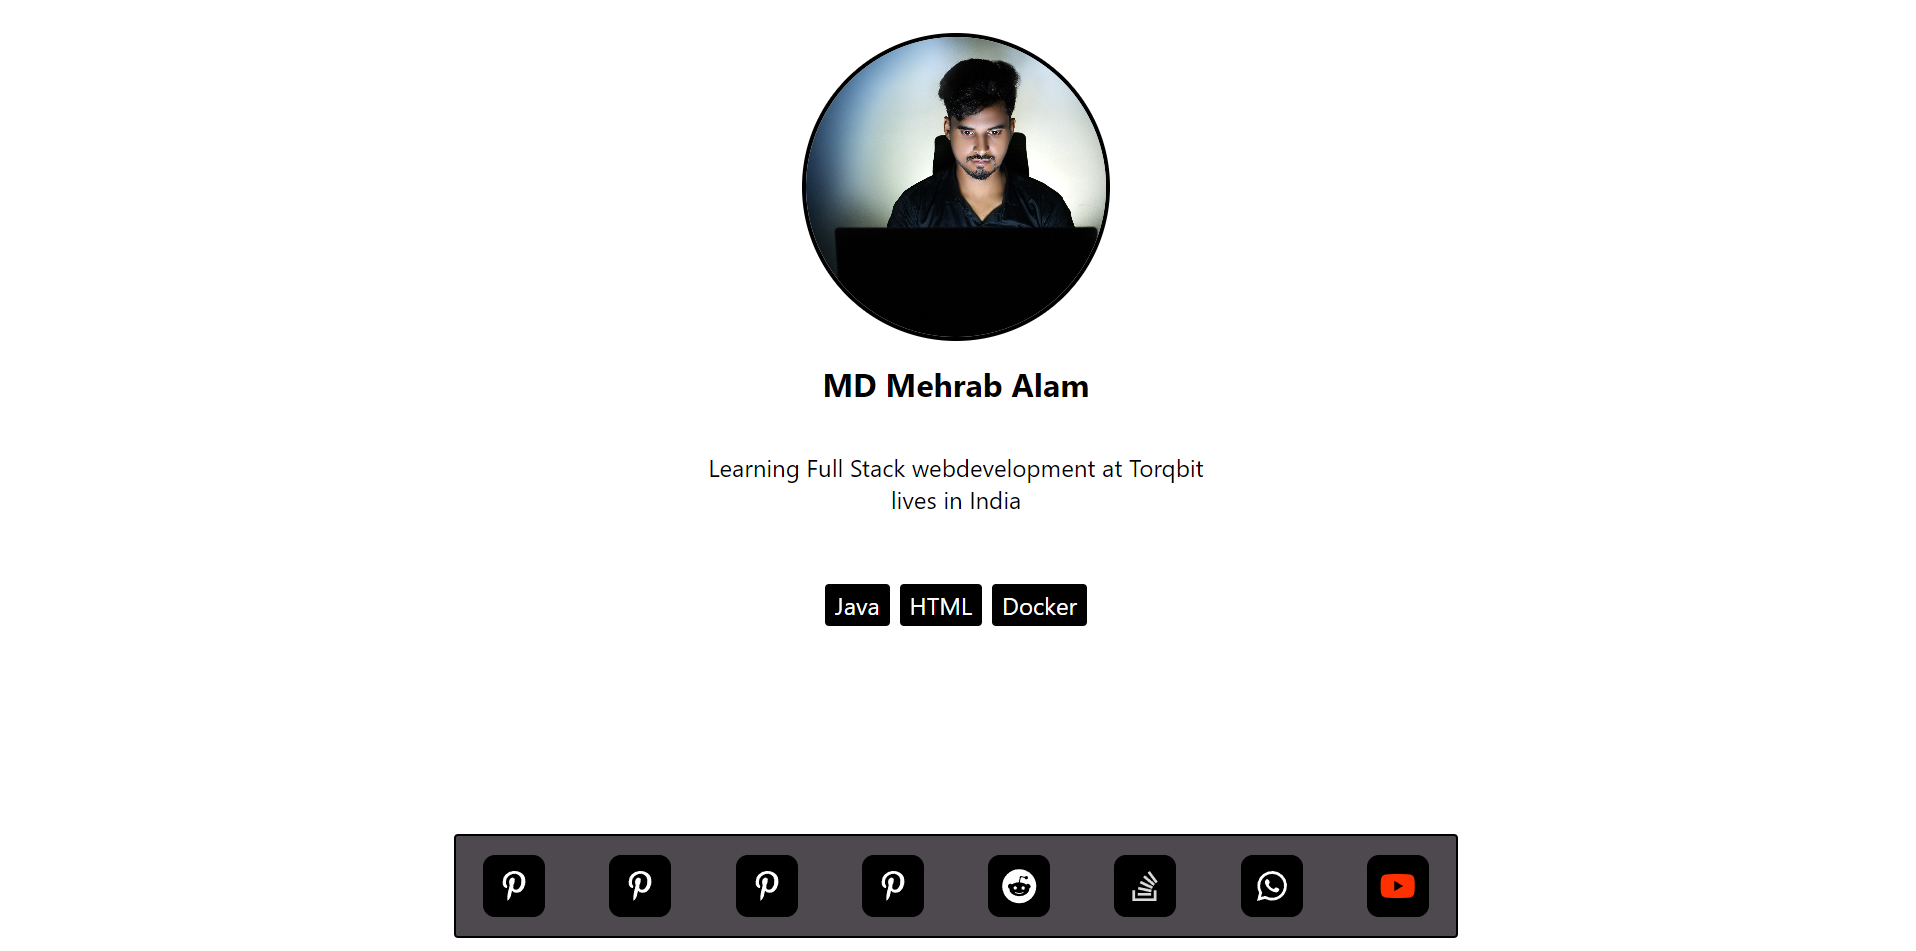 MD Mehrab Alam
Learning Full Stack webdevelopment at Torqbit
lives in India
Java HTML Docker